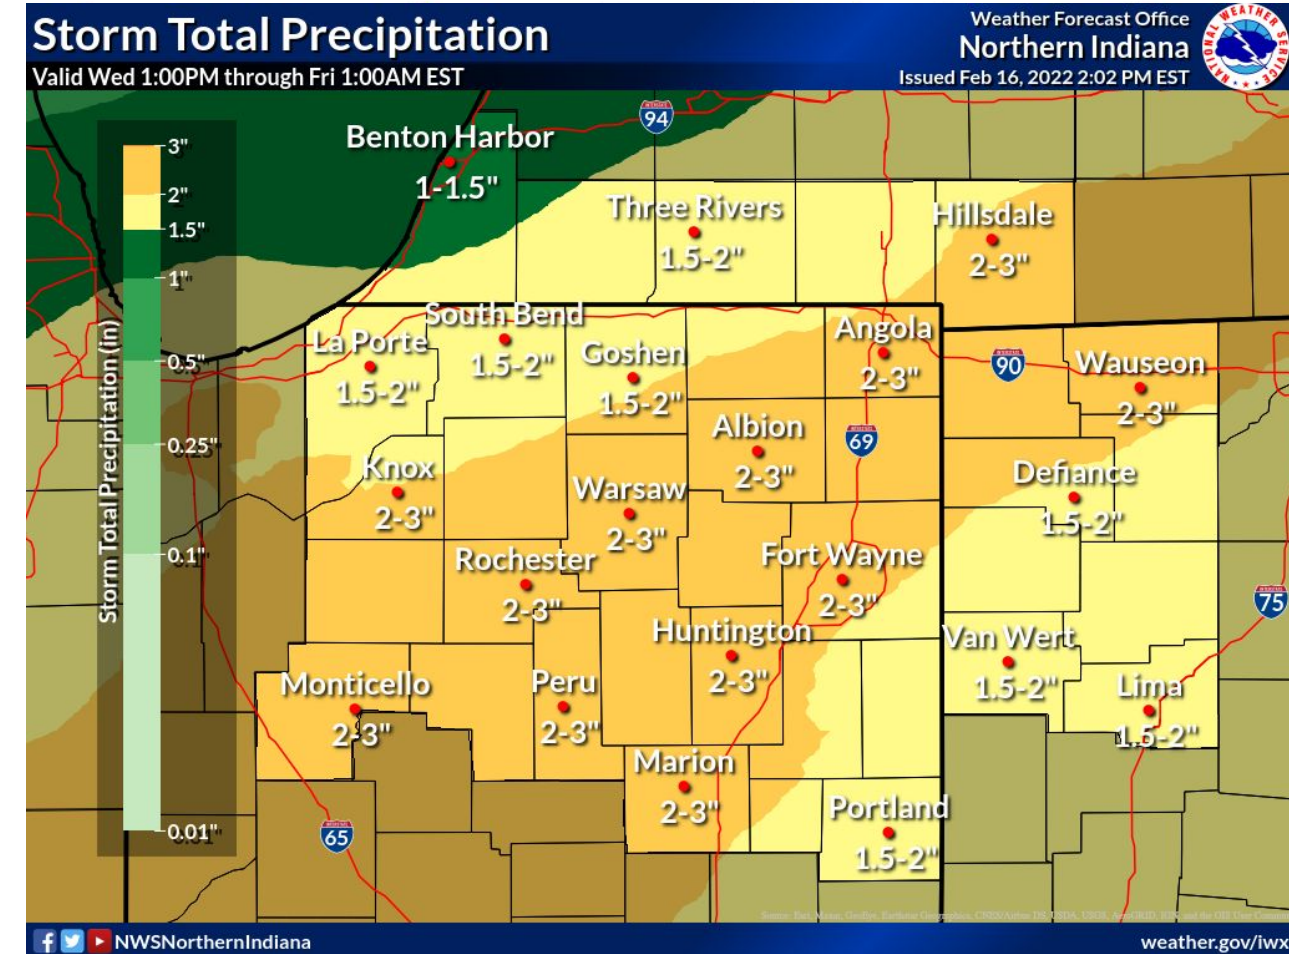 Storm Total Precipitation
Weather Forecast Office
Northern Indiana
Valid Wed 1:00PM through Fri 1:00AM EST
Issued Feb 16, 2022 2:02 PM EST
NATIONAL WEATHER SERVICE
94
Benton Harbor
1-1.5"
Three Rivers
1.5-2"
Hillsdale
2-3"
Storm Total Precipitation (in)
3"
2"
1.5"
1"
0.5"
0.25"
0.1"
0.01"
La Porte
1.5-2"
South Bend
1.5-2"
Goshen
1.5-2"
Angola
2-3"
90
Wauseon
2-3"
Albion
2-3"
69
Knox
2-3"
Warsaw
2-3"
Defiance
1.5-2"
Rochester
2-3"
Fort Wayne
2-3"
75
Huntington
2-3"
Van Wert
1.5-2"
Monticello
2-3"
Peru
2-3"
Lima
1.5-2"
Marion
2-3"
Portland
1.5-2"
65
NWSNorthernIndiana
weather.gov/iwx